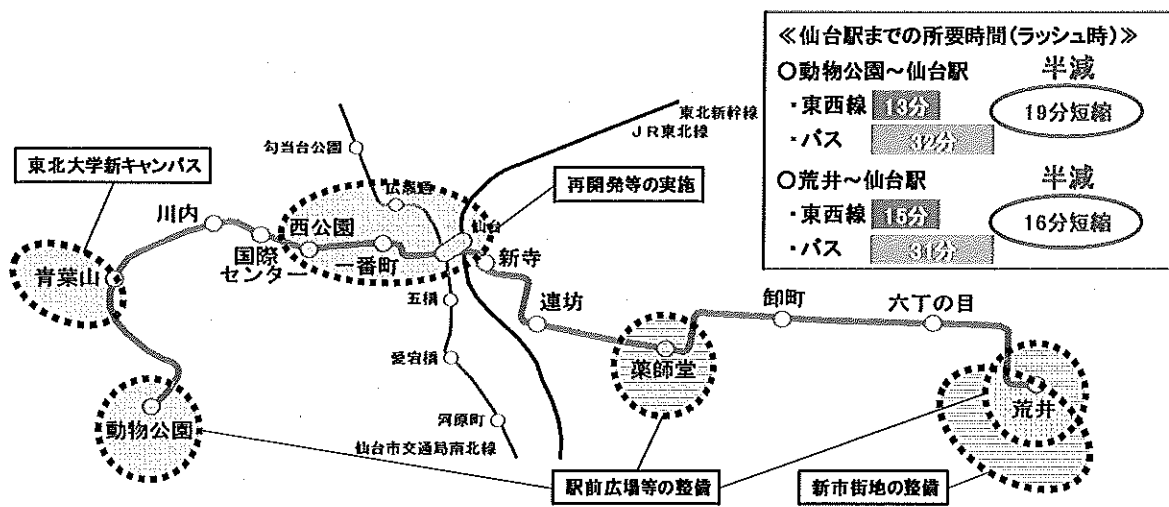 ≪仙台駅までの所要時間(ラッシュ時)≫
○動物公園~仙台駅
半減
・東西線 13分
19分短縮
・バス 32分
○荒井~仙台駅
半減
・東西線 15分
16分短縮
・バス 31分
東北新幹線
JR東北線
勾当台公園
東北大学新キャンパス
再開発等の実施
広瀬通
川内
西公園
仙台
国際
センター
一番町
新寺
青葉山
五橋
連坊
卸町
六丁の目
愛宕橋
薬師堂
荒井
動物公園
河原町
仙台市交通局南北線
駅前広場等の整備
新市街地の整備